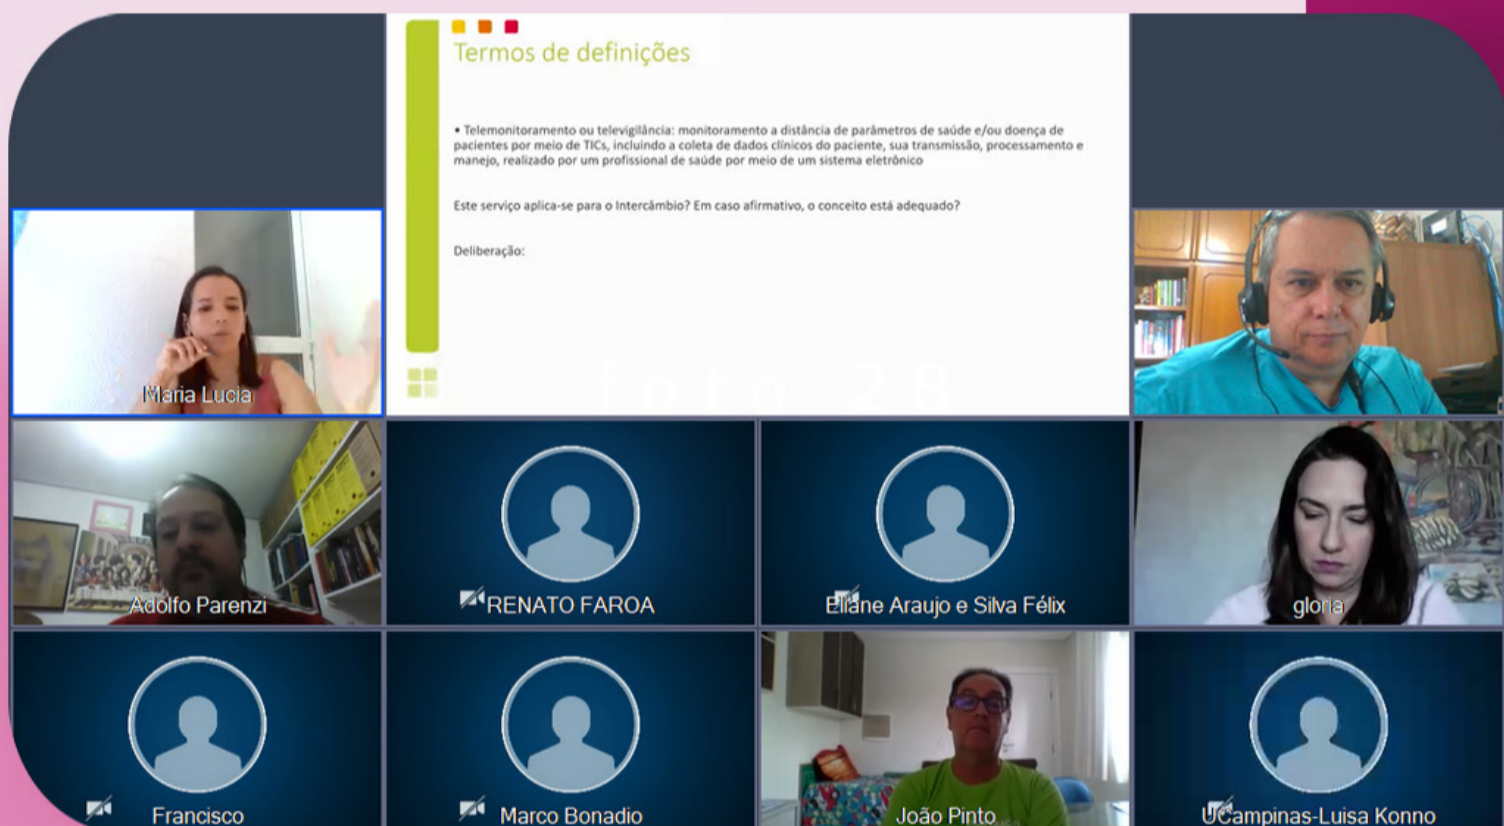 Termos de definições
• Telemonitoramento ou televigilância: monitoramento a distância de parâmetros de saúde e/ou doença de
pacientes por meio de TICs, incluindo a coleta de dados clínicos do paciente, sua transmissão, processamento e
manejo, realizado por um profissional de saúde por meio de um sistema eletrônico
Este serviço aplica-se para o Intercâmbio? Em caso afirmativo, o conceito está adequado?
Deliberação:
foto 28
Maria Lucia
Adolfo Parenzi
RENATO FAROA
Eliane Araujo e Silva Félix
gloria
Francisco
Marco Bonadio
João Pinto
UCampinas-Luisa Konno